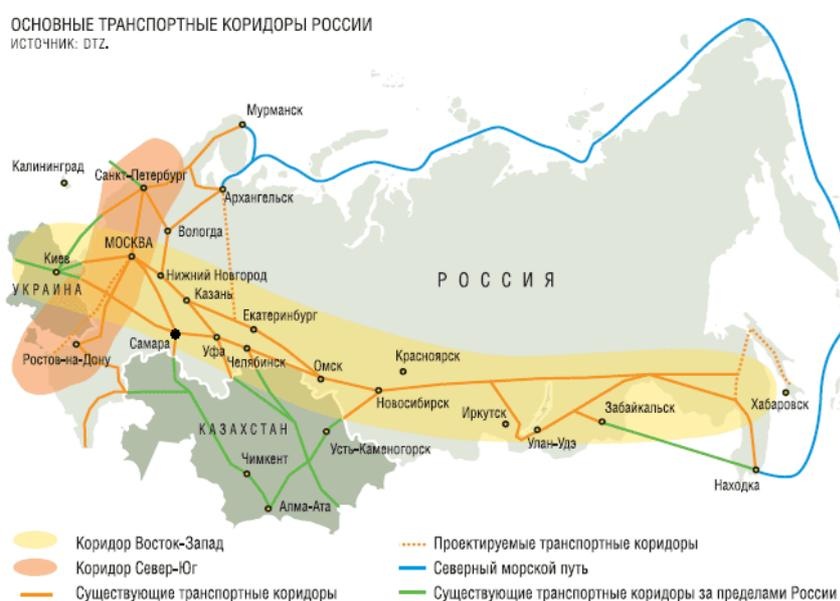 ОСНОВНЫЕ ТРАНСПОРТНЫЕ КОРИДОРЫ РОССИИ
ИСТОЧНИК: DTZ.
Мурманск
Калининград
Санкт-Петербург
Архангельск
Вологда
МОСКВА
Киев
УКРАИНА
Нижний Новгород
Казань
РОССИЯ
Екатеринбург
Самара
Ростов-на-Дону
Уфа
Челябинск
Омск
Красноярск
Новосибирск
Иркутск
Забайкальск
Хабаровск
Улан-Удэ
КАЗАХСТАН
Усть-Каменогорск
Чимкент
Находка
Алма-Ата
Коридор Восток-Запад
Коридор Север-Юг
Существующие транспортные коридоры
Проектируемые транспортные коридоры
Северный морской путь
Существующие транспортные коридоры за пределами России